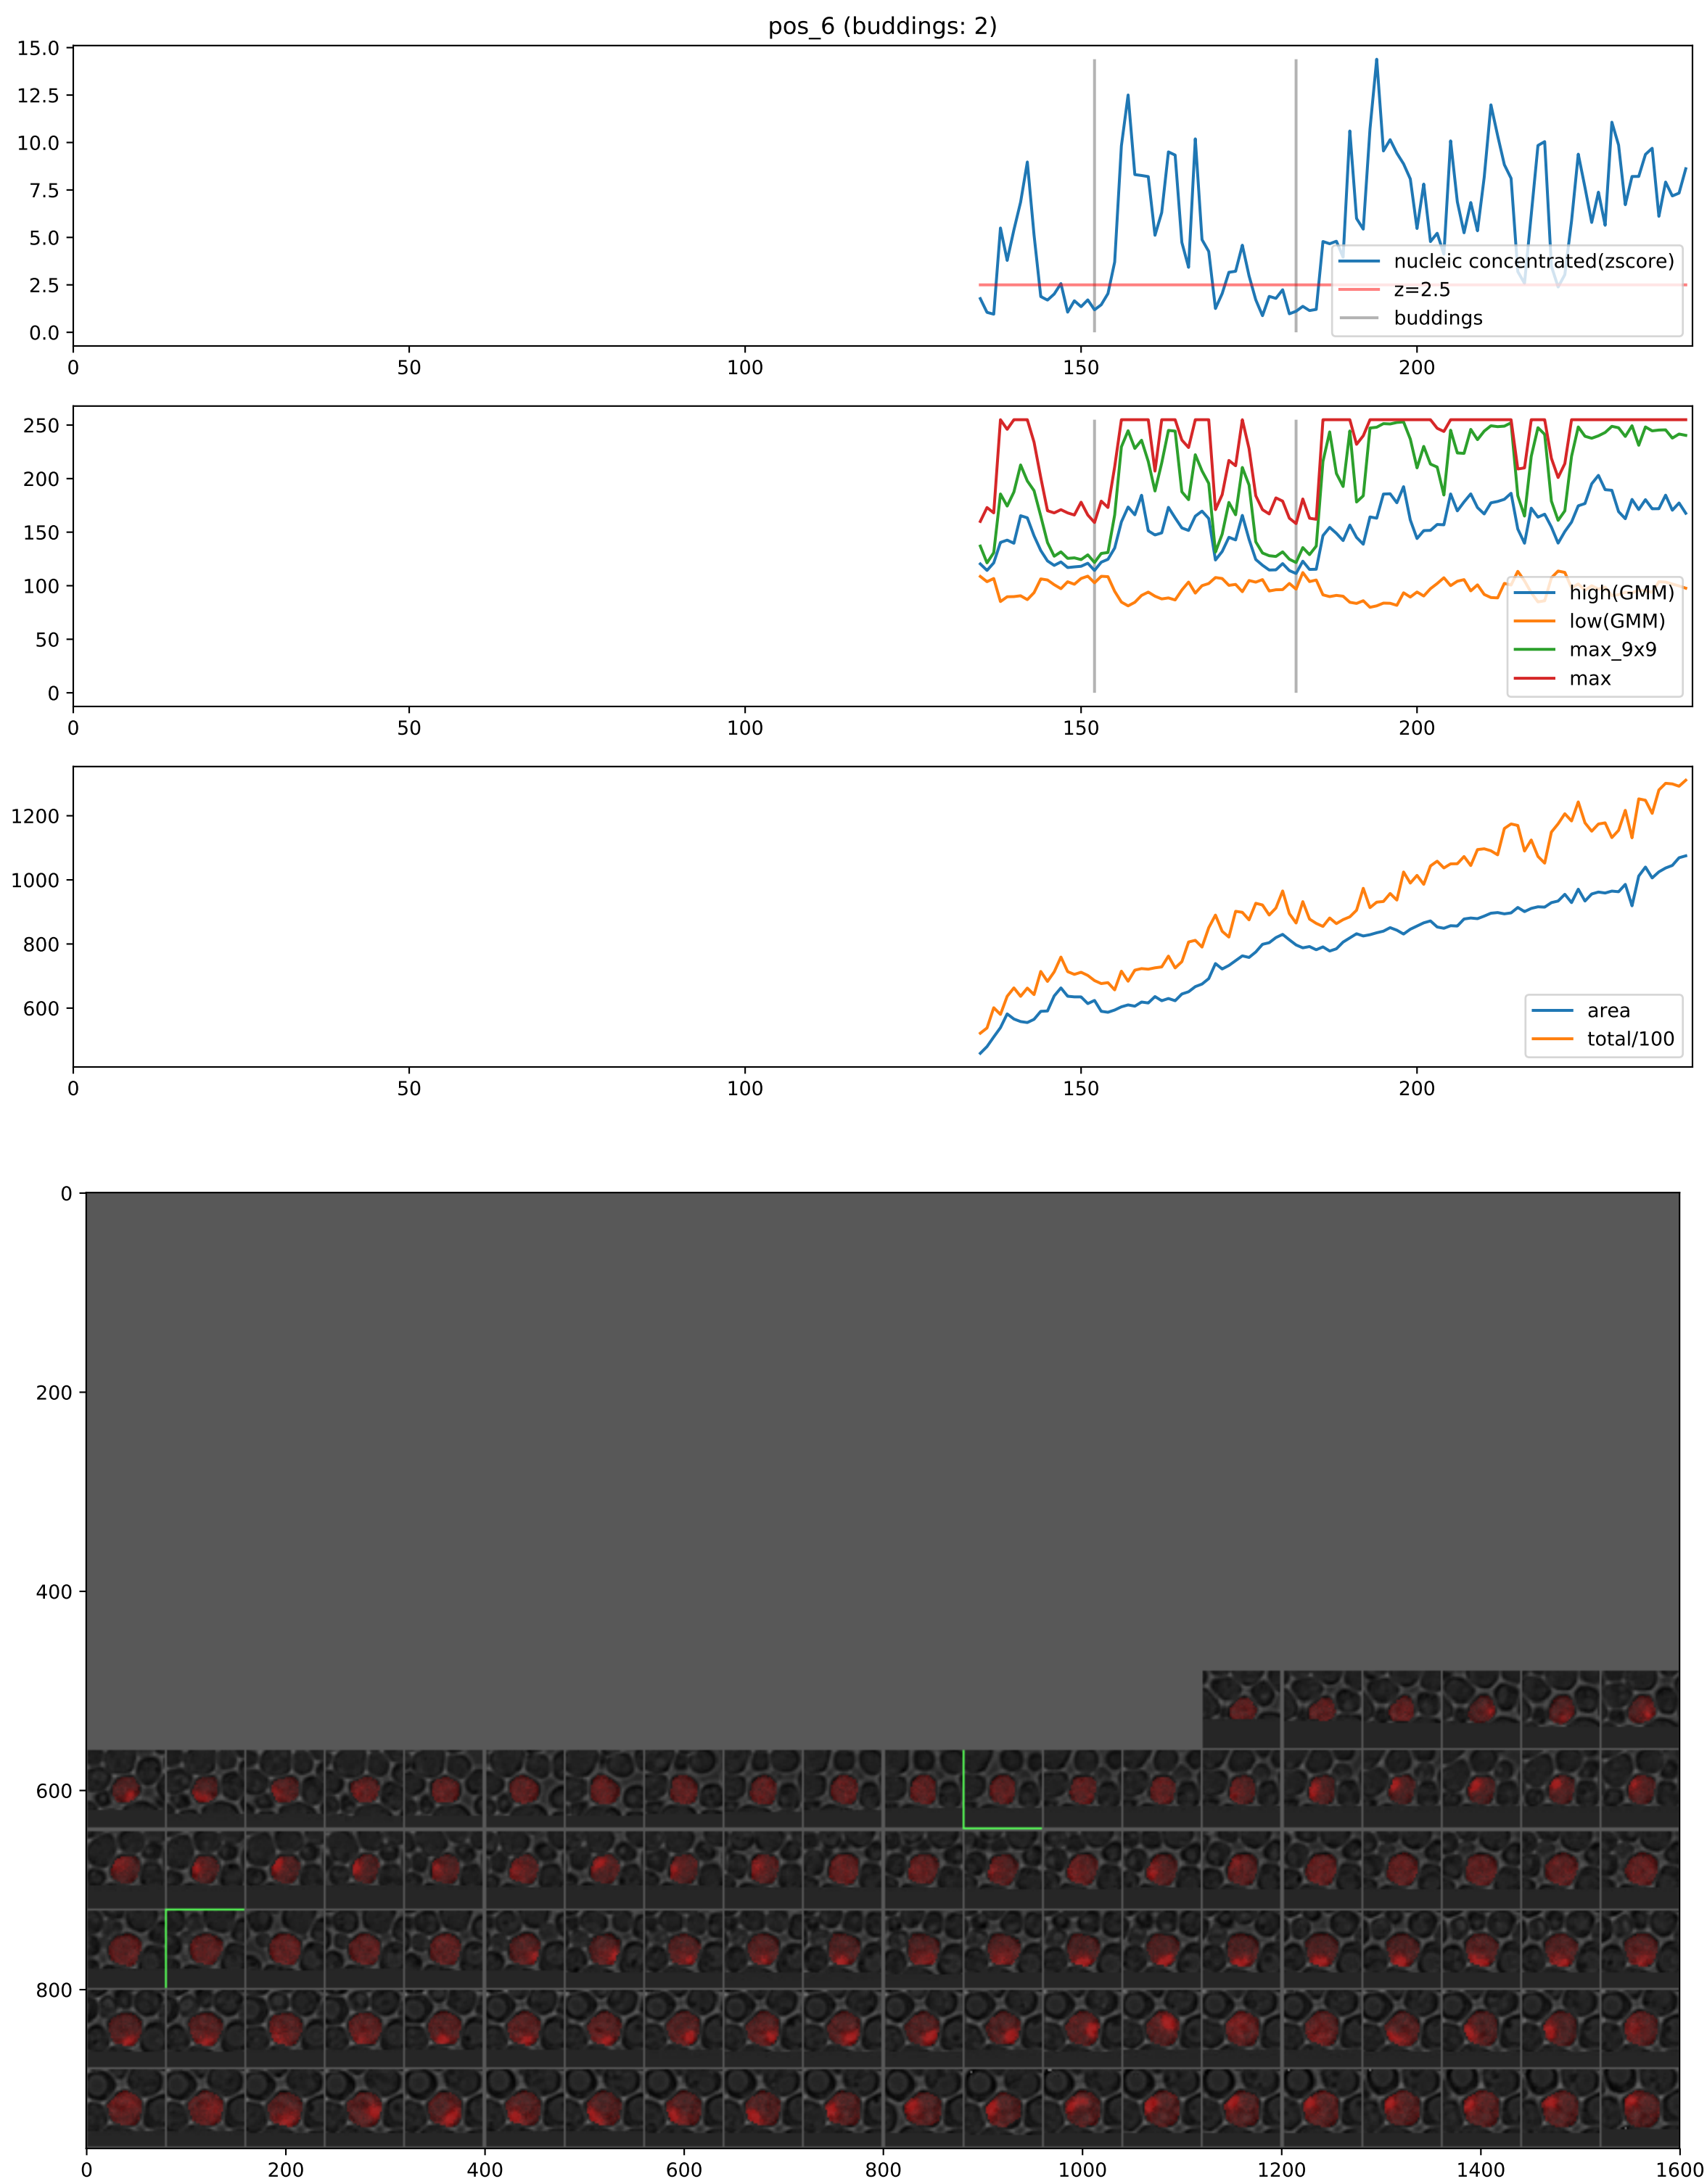 pos_6 (buddings: 2)
15.0
12.5
10.0
7.5
5.0
2.5
0.0
nucleic concentrated(zscore)
z=2.5
buddings
0 50 100 150 200
250
200
150
100
50
0
high(GMM)
low(GMM)
max_9x9
max
0 50 100 150 200
1200
1000
800
600
area
total/100
0 50 100 150 200
0
200
400
600
800
0 200 400 600 800 1000 1200 1400 1600